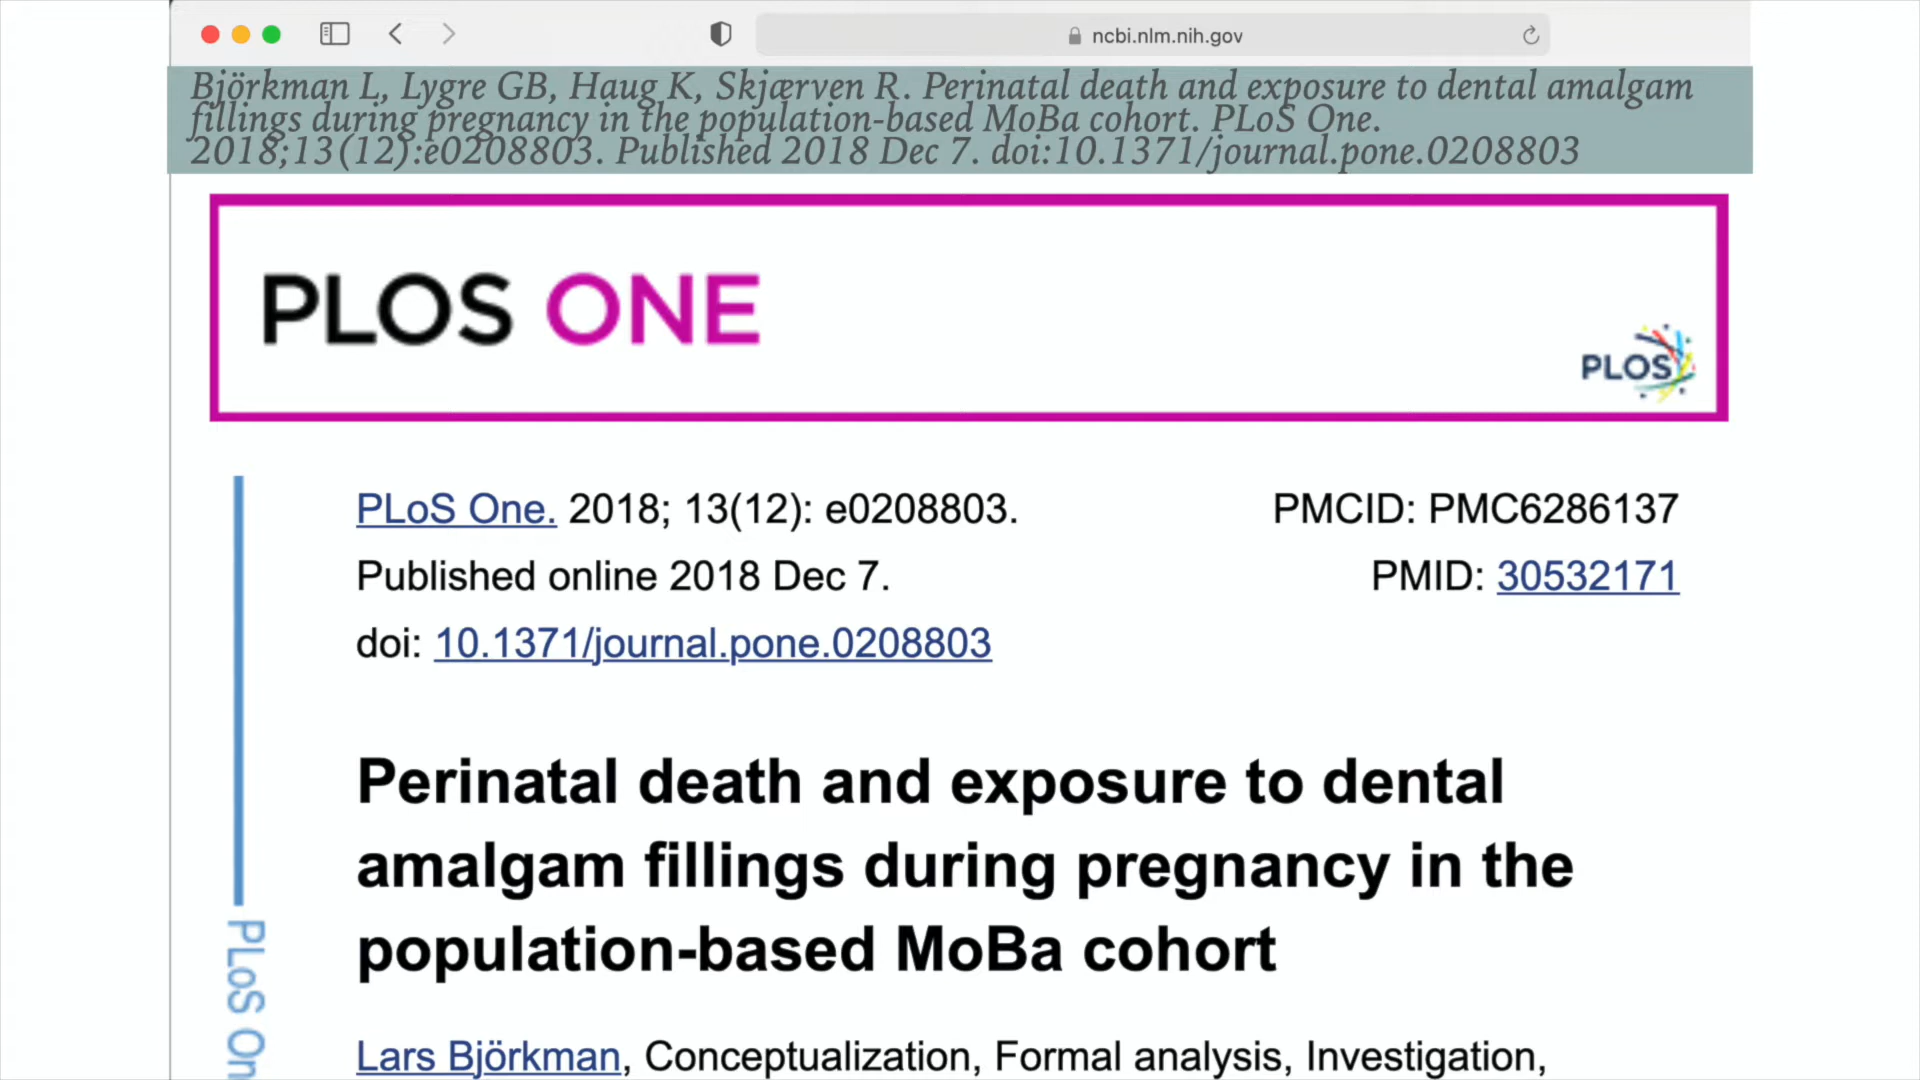 ncbi.nlm.nih.gov
Björkman L, Lygre GB, Haug K, Skjærven R. Perinatal death and exposure to dental amalgam
fillings during pregnancy in the population-based MoBa cohort. PLoS One.
2018;13(12):e0208803. Published 2018 Dec 7. doi:10.1371/journal.pone.0208803
PLOS ONE
PLOS
PLoS One. 2018; 13(12): e0208803.
PMCID: PMC6286137
Published online 2018 Dec 7.
PMID: 30532171
doi: 10.1371/journal.pone.0208803
Perinatal death and exposure to dental
amalgam fillings during pregnancy in the
population-based MoBa cohort
PLoS On
Lars Björkman, Conceptualization, Formal analysis, Investigation,